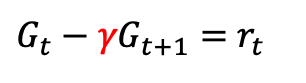 G_t − γG_{t+1} = r_t